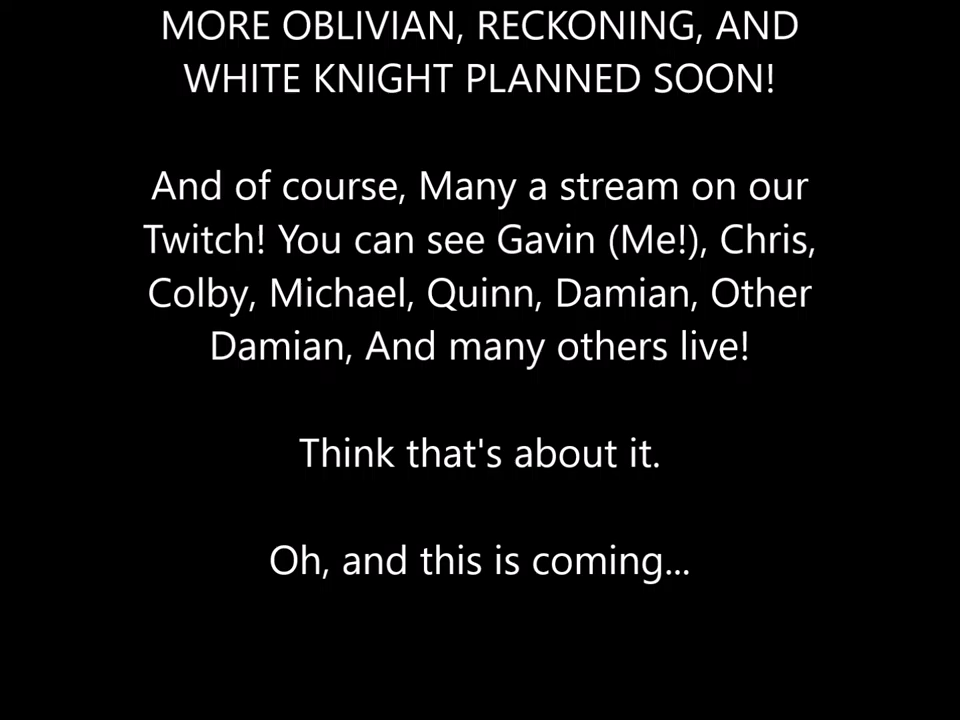 MORE OBLIVIAN, RECKONING, AND
WHITE KNIGHT PLANNED SOON!
And of course, Many a stream on our
Twitch! You can see Gavin (Me!), Chris,
Colby, Michael, Quinn, Damian, Other
Damian, And many others live!
Think that's about it.
Oh, and this is coming...